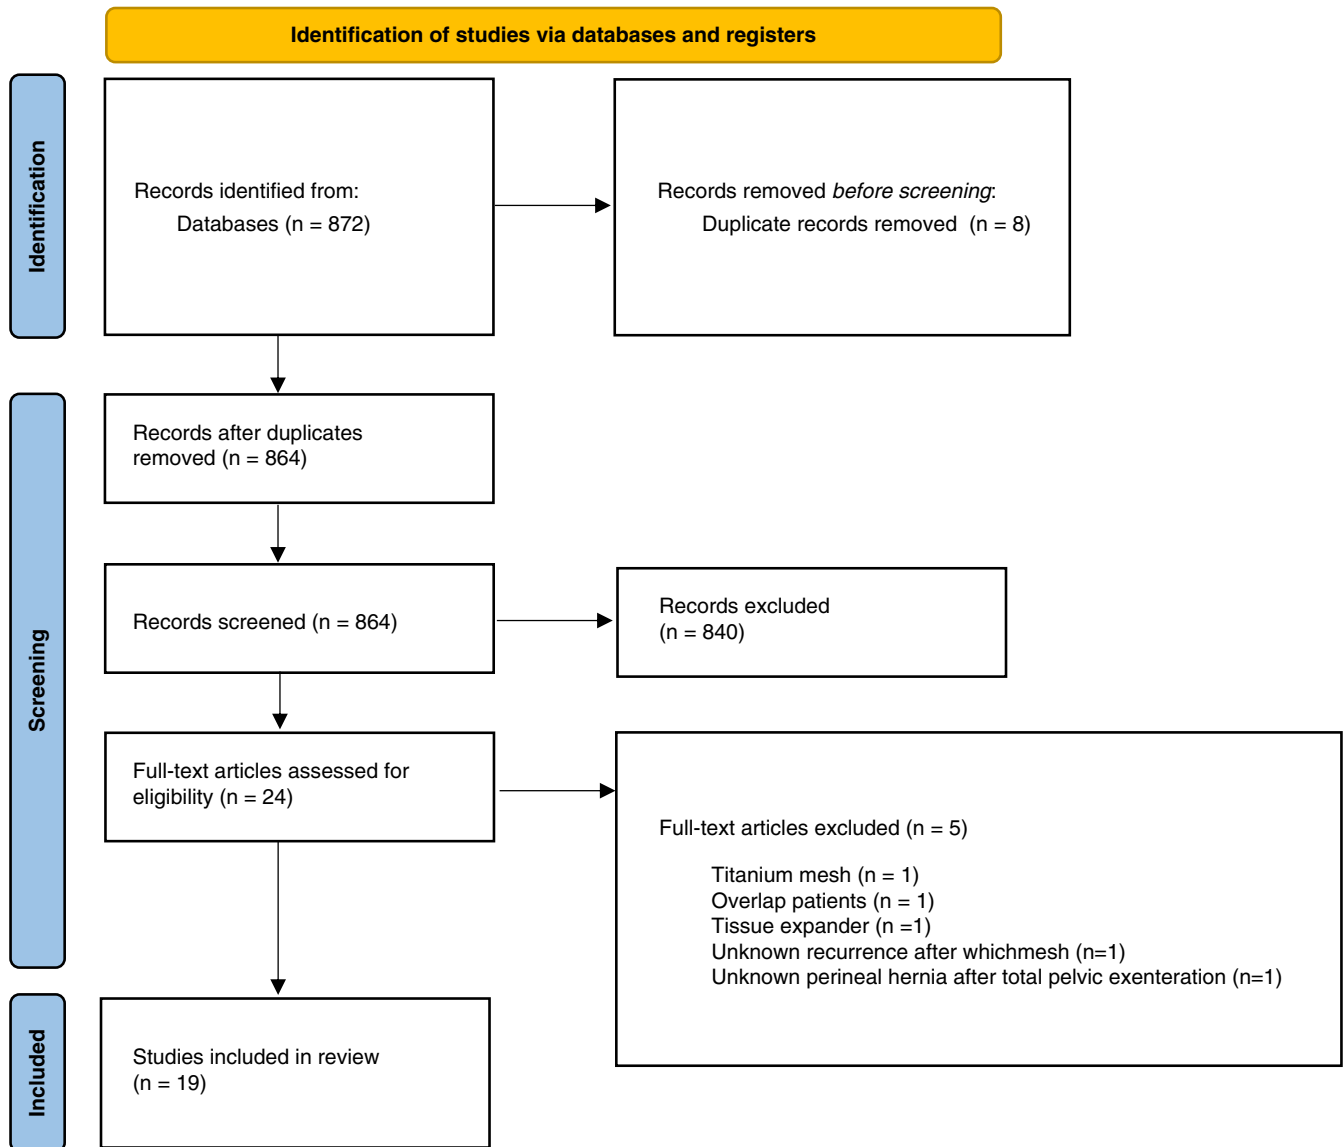 Identification of studies via databases and registers
Identification
Records identified from:
Databases (n = 872)
Records removed before screening:
Duplicate records removed (n = 8)
Screening
Records after duplicates
removed (n = 864)
Records screened (n = 864)
Records excluded
(n = 840)
Full-text articles assessed for
eligibility (n = 24)
Full-text articles excluded (n = 5)
Titanium mesh (n = 1)
Overlap patients (n = 1)
Tissue expander (n =1)
Unknown recurrence after whichmesh (n=1)
Unknown perineal hernia after total pelvic exenteration (n=1)
Included
Studies included in review
(n = 19)